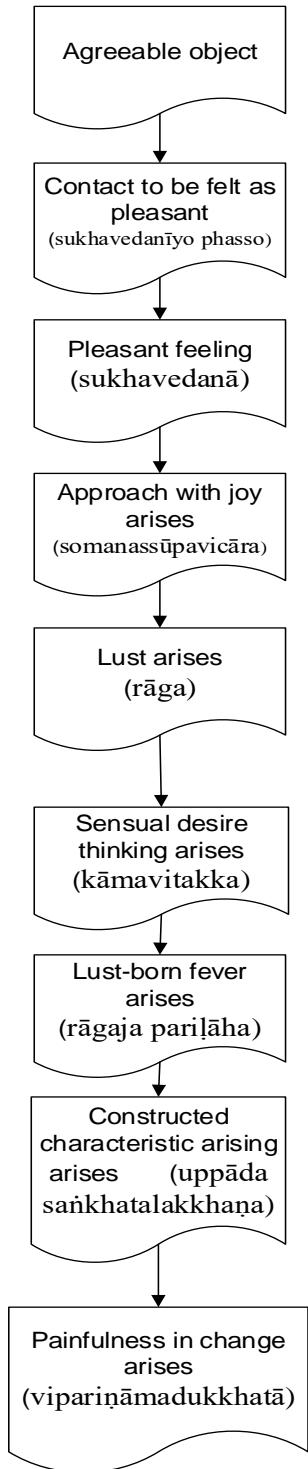 Agreeable object
Contact to be felt as
pleasant
(sukhavedanīyo phasso)
Pleasant feeling
(sukhavedanā)
Approach with joy
arises
(somanassūpavicāra)
Lust arises
(rāga)
Sensual desire
thinking arises
(kāmavitakka)
Lust-born fever
arises
(rāgaja pariḷāha)
Constructed
characteristic arising
arises (uppāda
saṅkhatalakkhaṇa)
Painfulness in change
arises
(vipariṇāmadukkhatā)